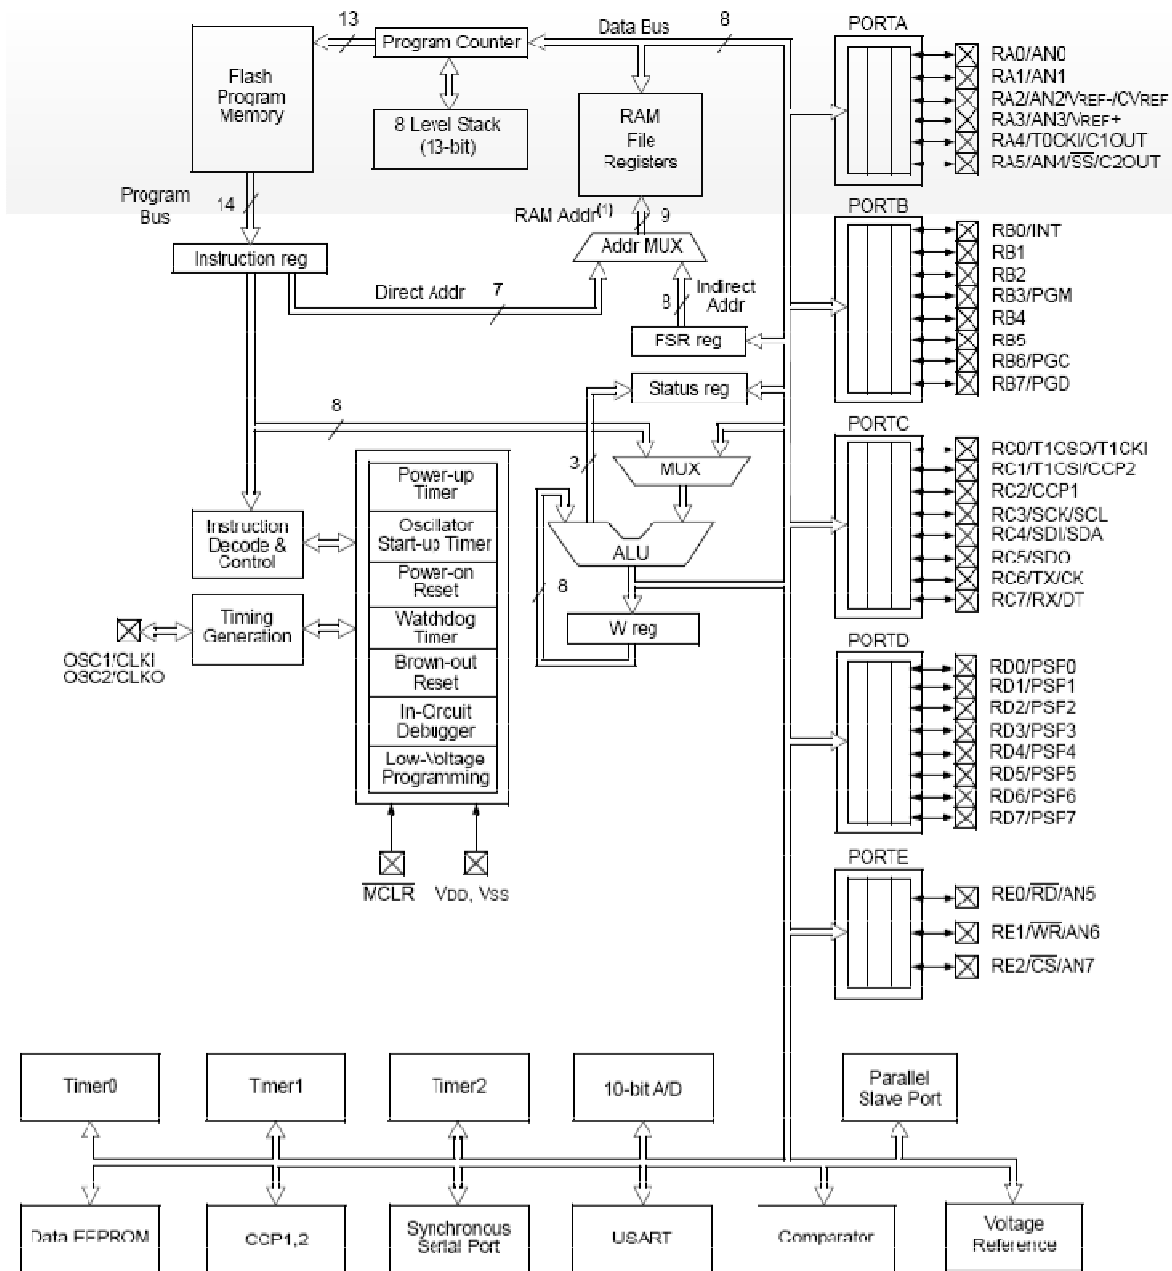 13
Program Counter
Data Bus
8
PORTA
Flash
Program
Memory
8 Level Stack
(13-bit)
RAM
File
Registers
RA0/AN0
RA1/AN1
RA2/AN2/VREF-/CVREF
RA3/AN3/VREF+
RA4/T0CKI/C1OUT
RA5/AN4/SS/C2OUT
Program
Bus
14
RAM Addr(1)
9
PORTB
Addr MUX
Instruction reg
Direct Addr
7
Indirect
Addr
8
FSR reg
RB0/INT
RB1
RB2
RB3/PGM
RB4
RB5
RB6/PGC
RB7/PGD
Status reg
8
3
MUX
PORTC
RC0/T1OSO/T1CKI
RC1/T1OSI/CCP2
RC2/CCP1
RC3/SCK/SCL
RC4/SDI/SDA
RC5/SDO
RC6/TX/CK
RC7/RX/DT
Power-up
Timer
Oscillator
Start-up Timer
Power-on
Reset
Watchdog
Timer
Brown-out
Reset
In-Circuit
Debugger
Low-Voltage
Programming
Instruction
Decode &
Control
Timing
Generation
OSC1/CLKI
OSC2/CLKO
ALU
8
W reg
PORTD
RD0/PSP0
RD1/PSP1
RD2/PSP2
RD3/PSP3
RD4/PSP4
RD5/PSP5
RD6/PSP6
RD7/PSP7
MCLR
VDD, VSS
PORTE
RE0/RD/AN5
RE1/WR/AN6
RE2/CS/AN7
Timer0
Timer1
Timer2
10-bit A/D
Parallel
Slave Port
Data EEPROM
CCP1,2
Synchronous
Serial Port
USART
Comparator
Voltage
Reference